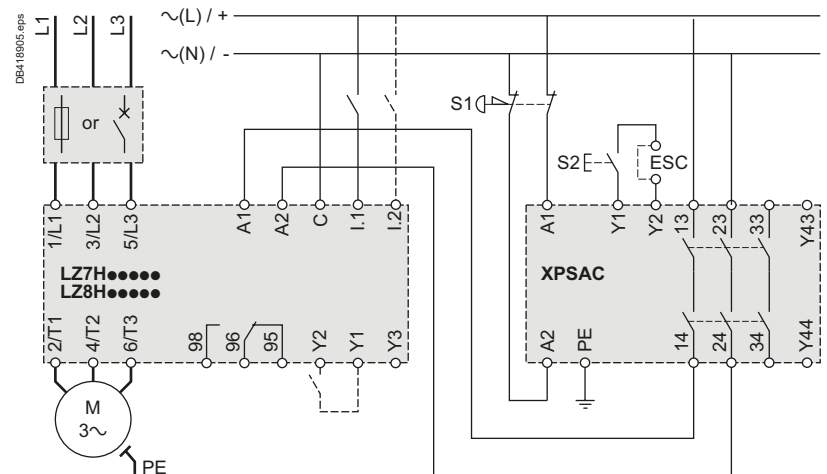 DB418905.eps
L1
L2
L3
∼(L) / +
∼(N) / -
or
S1
S2
ESC
1/L1
3/L2
5/L3
A1
A2
C
I.1
I.2
LZ7H●●●●●
LZ8H●●●●●
2/T1
4/T2
6/T3
98
96
95
Y2
Y1
Y3
A1
Y1
Y2
13
23
33
Y43
XPSAC
A2
PE
14
24
34
Y44
M
3∼
PE